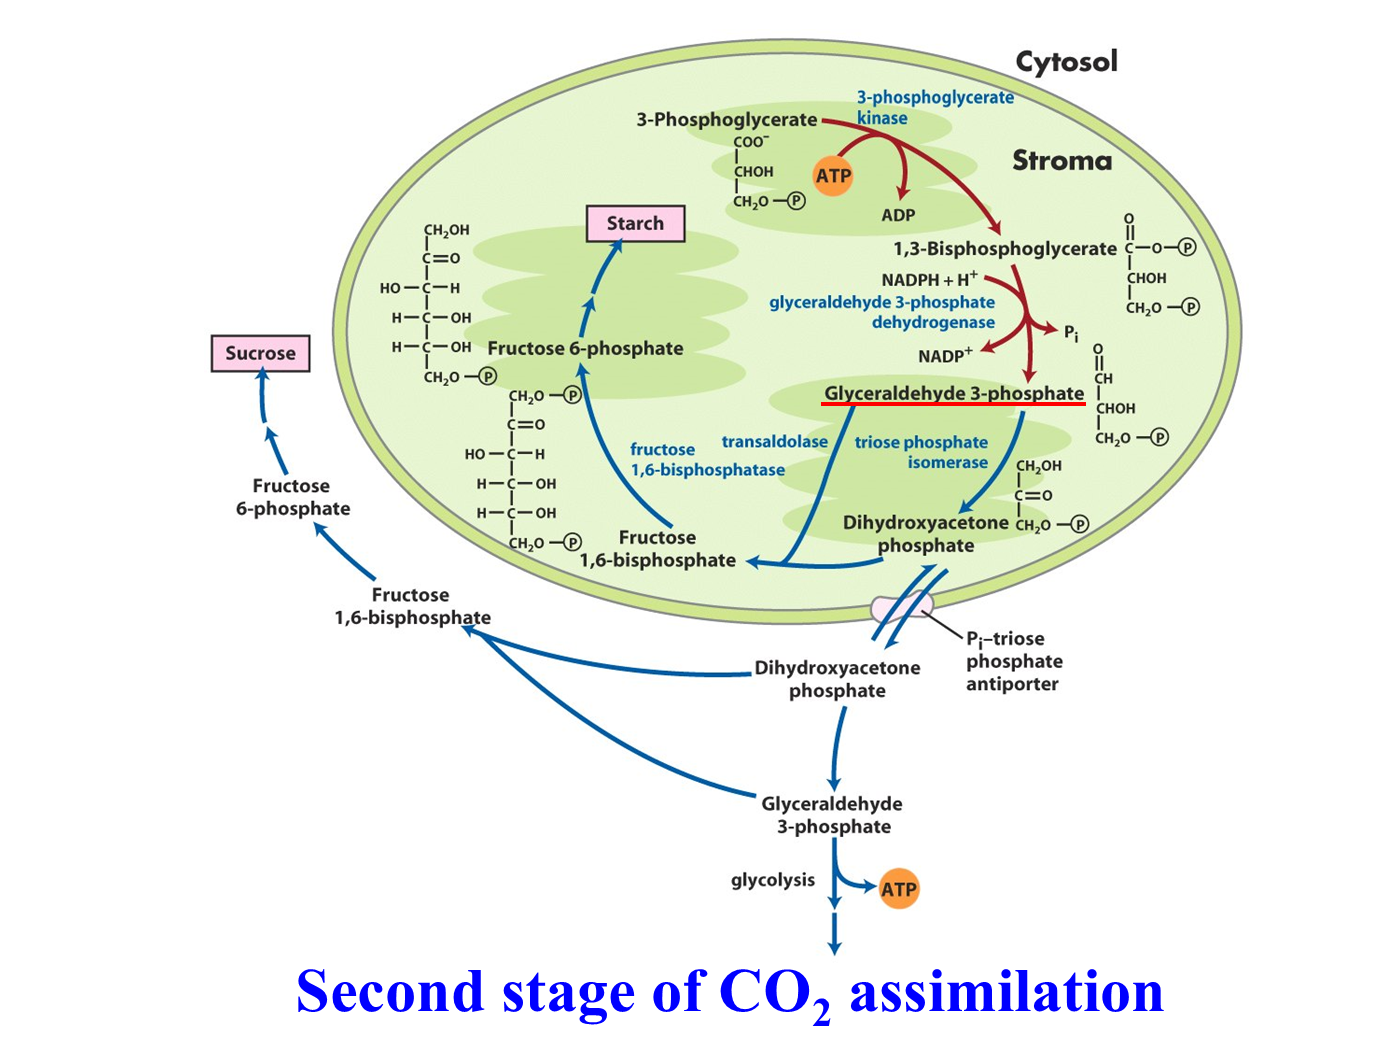 Cytosol
3-phosphoglycerate
kinase
3-Phosphoglycerate
COO⁻
CHOH
CH₂O — P
ATP
ADP
Stroma
Starch
1,3-Bisphosphoglycerate
O
C — O — P
CHOH
CH₂O — P
NADPH + H⁺
glyceraldehyde 3-phosphate
dehydrogenase
Pᵢ
NADP⁺
CH₂OH
C=O
HO — C — H
H — C — OH
H — C — OH
CH₂O — P
Sucrose
Fructose 6-phosphate
Glyceraldehyde 3-phosphate
O
CH
CHOH
CH₂O — P
CH₂O — P
C=O
HO — C — H
H — C — OH
H — C — OH
CH₂O — P
fructose
1,6-bisphosphatase
transaldolase
triose phosphate
isomerase
CH₂OH
C=O
CH₂O — P
Dihydroxyacetone
phosphate
Fructose
1,6-bisphosphate
Fructose
6-phosphate
Fructose
1,6-bisphosphate
Pᵢ–triose
phosphate
antiporter
Dihydroxyacetone
phosphate
Glyceraldehyde
3-phosphate
glycolysis
ATP
Second stage of CO₂ assimilation